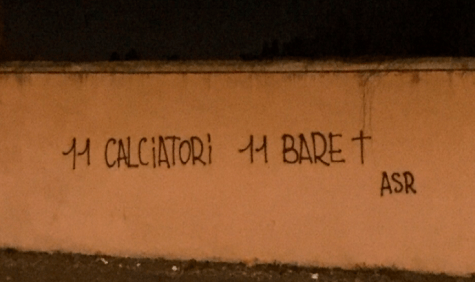 11 CALCIATORI 11 BARE †
ASR